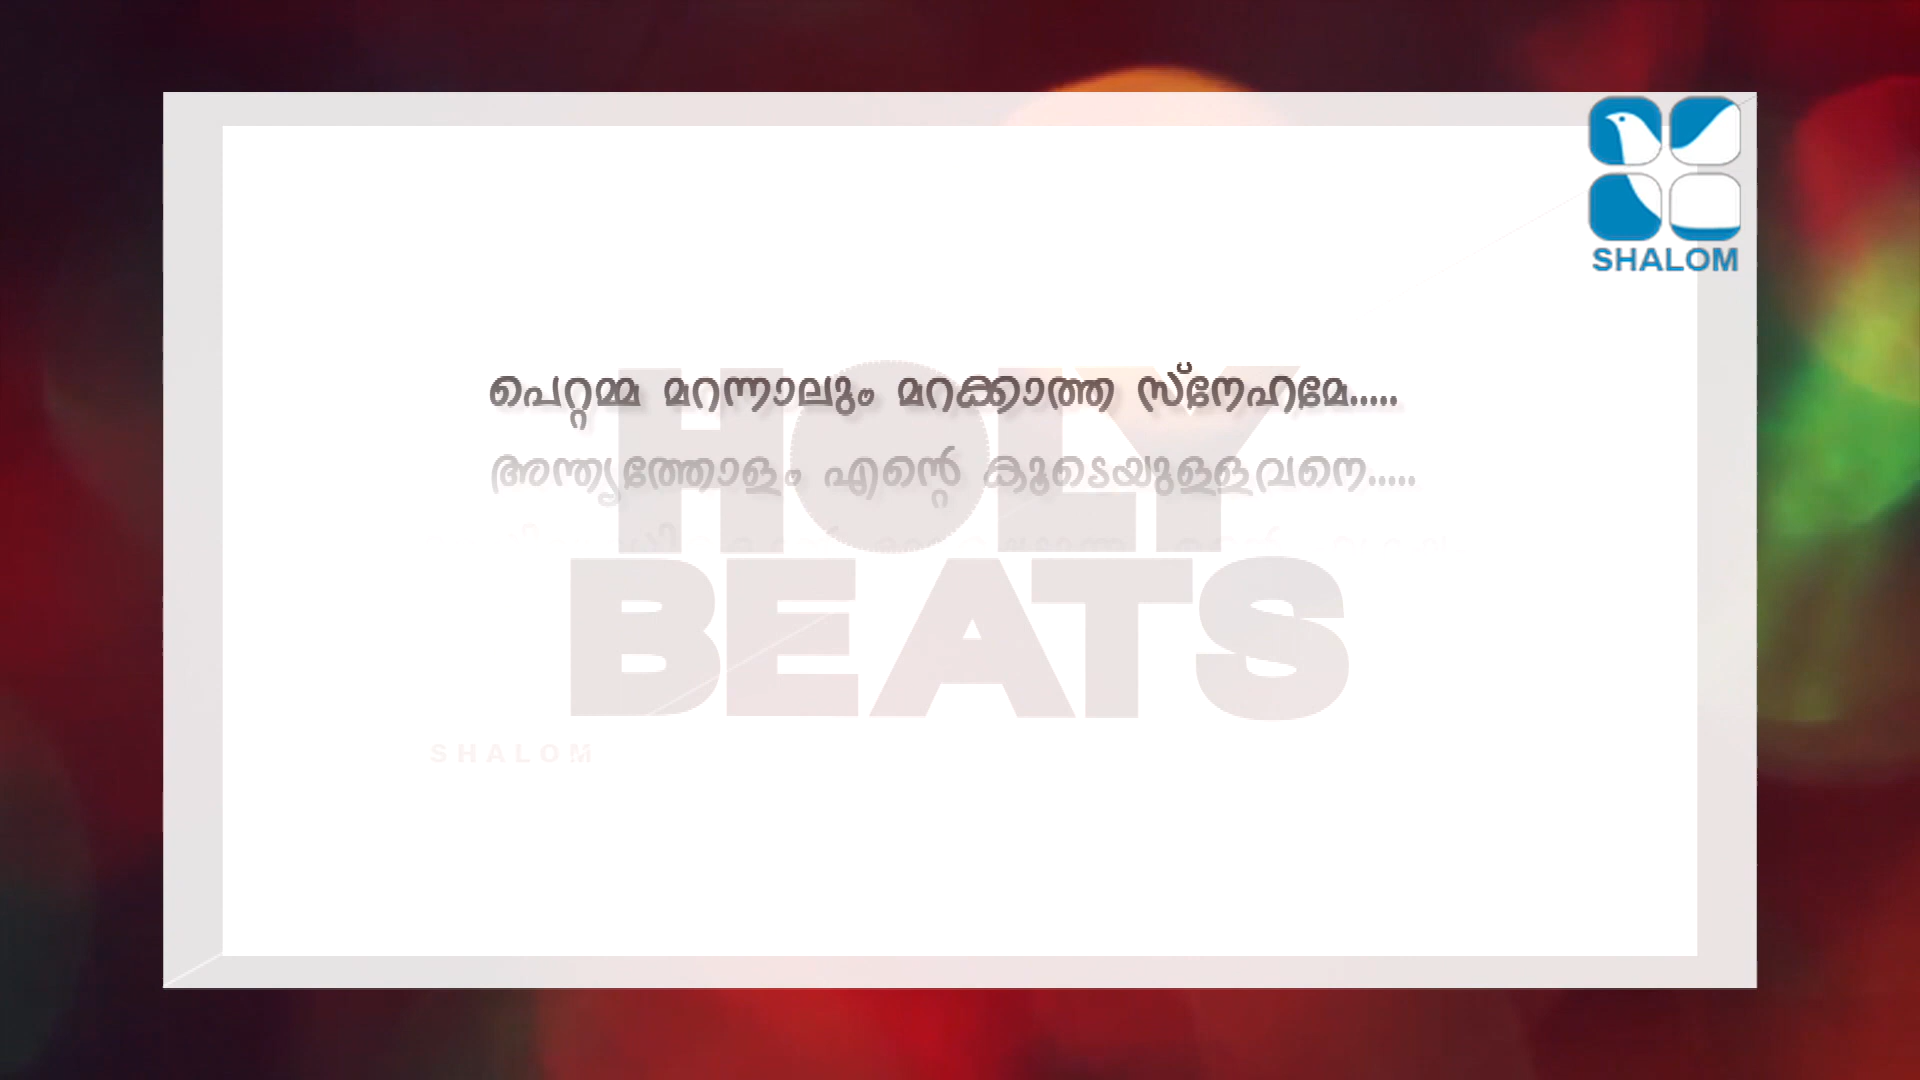 SHALOM
പെറ്റമ്മ മറന്നാലും മറക്കാത്ത സ്നേഹമേ.....
അന്ത്യത്തോളം എന്റെ കൂടെയുള്ളവനെ.....
HOLY
BEATS
SHALOM